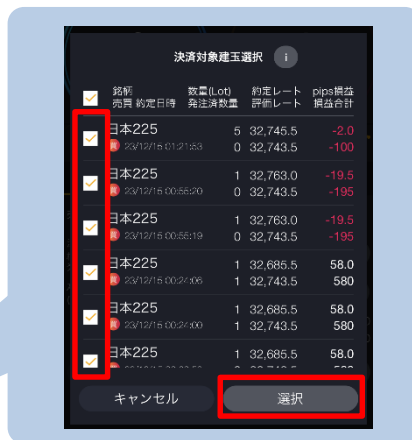 決済対象建玉選択 i
銘柄 数量(Lot) 約定レート pips損益
売買 約定日時 発注済数量 評価レート 損益合計
日本225 5 32,745.5 -2.0
買 23/12/15 01:21:53 0 32,743.5 -100
日本225 1 32,763.0 -19.5
買 23/12/15 00:55:20 0 32,743.5 -195
日本225 1 32,763.0 -19.5
買 23/12/15 00:55:19 0 32,743.5 -195
日本225 1 32,685.5 58.0
買 23/12/15 00:24:06 1 32,743.5 580
日本225 1 32,685.5 58.0
買 23/12/15 00:24:00 1 32,743.5 580
日本225 1 32,685.5 58.0
キャンセル 選択